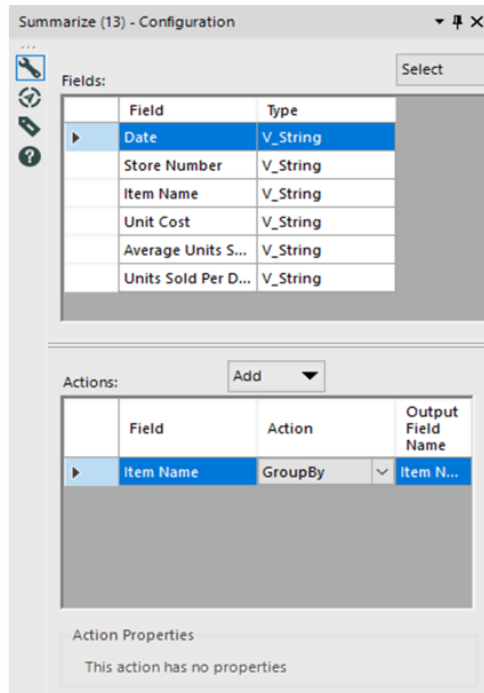 Summarize (13) - Configuration
Select
Fields:
Field Type
Date V_String
Store Number V_String
Item Name V_String
Unit Cost V_String
Average Units S... V_String
Units Sold Per D... V_String
Add
Actions:
Field Action Output Field Name
Item Name GroupBy Item N...
Action Properties
This action has no properties